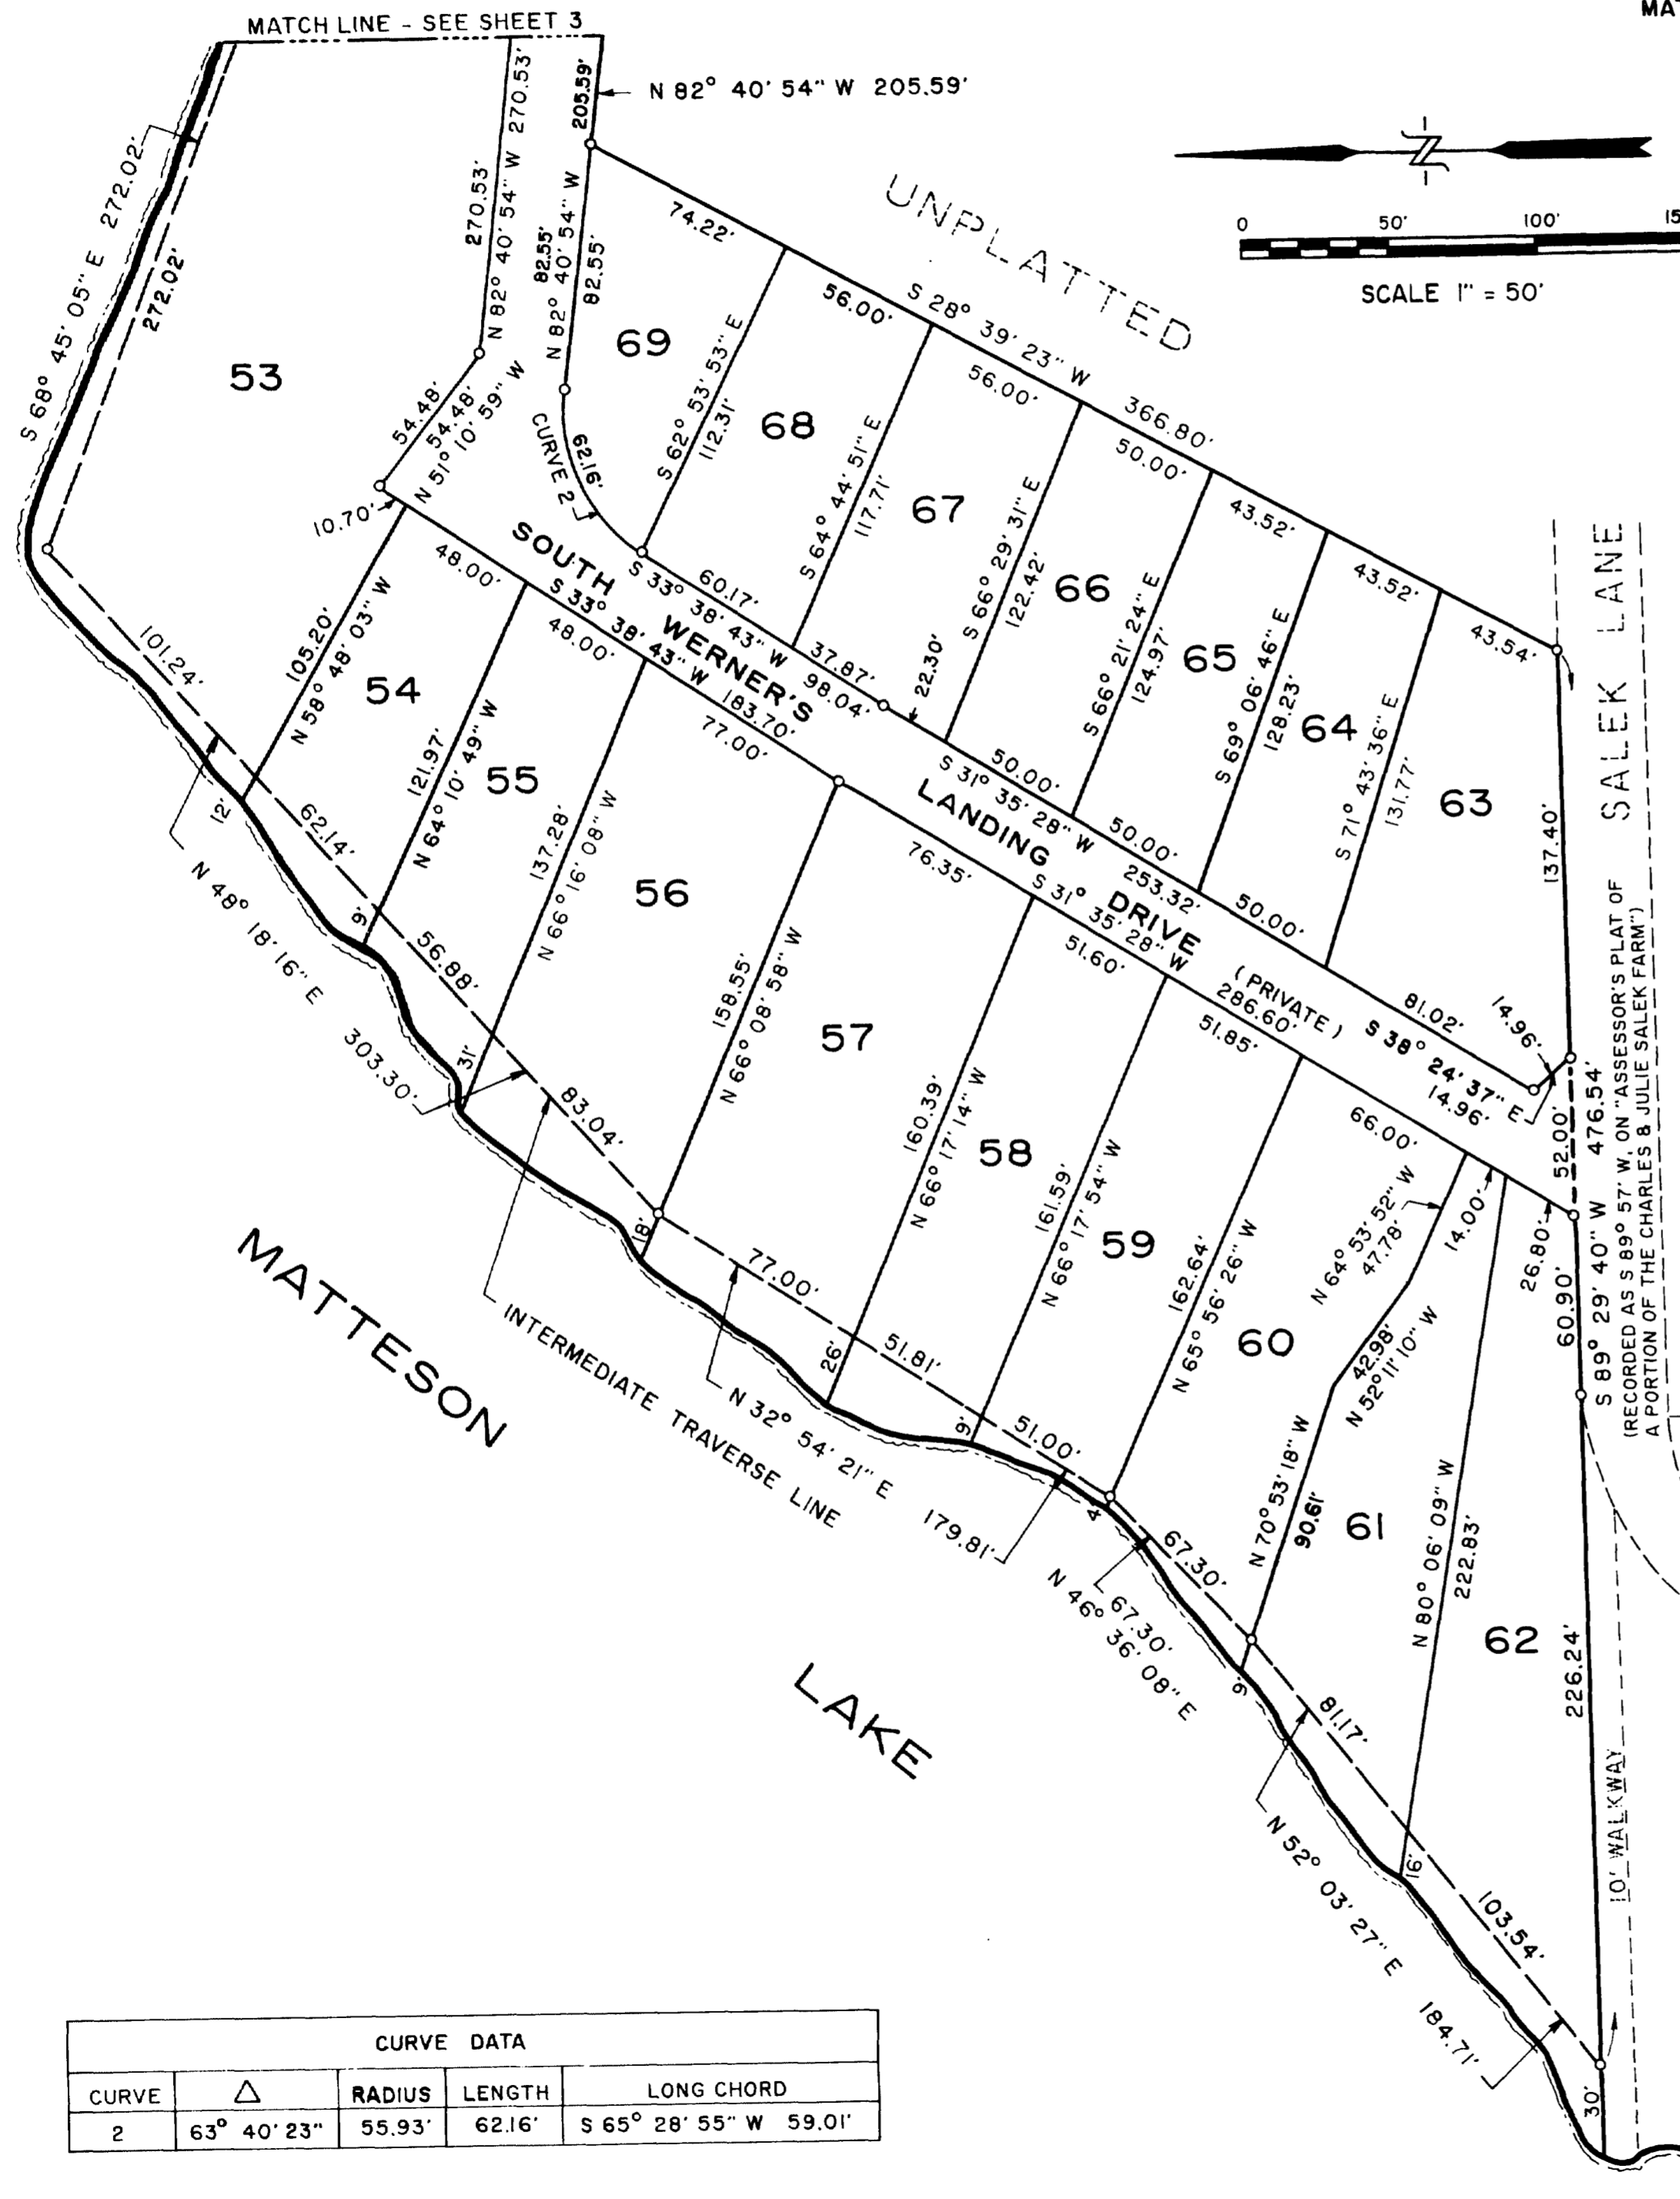 MATCH LINE - SEE SHEET 3
MAT
N 82° 40' 54" W 205.59'
205.59'
270.53'
N 82° 40' 54" W 270.53'
S 68° 45' 05" E 272.02'
272.02'
53
N 82° 40' 54" W
82.55'
82.55'
UNPLATTED
0 50' 100' 15
SCALE 1" = 50'
74.22'
56.00'
S 28° 39' 23" W
56.00'
366.80'
50.00'
43.52'
43.52'
43.54'
69
S 62° 53' 53" E
112.31'
68
S 64° 44' 51" E
117.71'
67
S 66° 29' 31" E
122.42'
66
S 66° 21' 24" E
124.97'
65
S 69° 06' 46" E
128.23'
64
S 71° 43' 36" E
131.77'
63
137.40'
SALEK LANE
54.48'
54.48'
N 51° 10' 59" W
CURVE 2
62.16'
10.70'
48.00'
S 33° 38' 43" W 183.70'
48.00'
77.00'
SOUTH WERNER'S LANDING DRIVE
(PRIVATE)
S 33° 38' 43" W 98.04'
60.17'
37.87'
22.30'
50.00'
S 31° 35' 28" W 253.32'
50.00'
50.00'
81.02'
14.96'
S 38° 24' 37" E
14.96'
76.35'
S 31° 35' 28" W
286.60'
51.60'
51.85'
66.00'
14.00'
26.80'
52.00'
60.90'
S 89° 29' 40" W 476.54'
(RECORDED AS S 89° 57' W, ON "ASSESSOR'S PLAT OF
A PORTION OF THE CHARLES & JULIE SALEK FARM")
101.24'
105.20'
N 58° 48' 03" W
54
12'
62.14'
121.97'
N 64° 10' 49" W
55
9'
56.88'
137.28'
N 66° 16' 08" W
56
31'
83.04'
158.55'
N 66° 08' 58" W
57
18'
N 48° 18' 16" E 303.30'
77.00'
160.39'
N 66° 17' 14" W
58
26'
51.81'
161.59'
N 66° 17' 54" W
59
9'
51.00'
162.64'
N 65° 56' 26" W
60
4'
N 64° 53' 52" W
47.78'
42.98'
N 52° 11' 10" W
N 70° 53' 18" W
90.61'
61
N 80° 06' 09" W
222.83'
62
226.24'
10' WALKWAY
INTERMEDIATE TRAVERSE LINE
N 32° 54' 21" E 179.81'
67.30'
67.30'
N 46° 36' 08" E
9'
81.17'
N 52° 03' 27" E 184.71'
16'
103.54'
30'
MATTESON
LAKE
CURVE DATA
CURVE △ RADIUS LENGTH LONG CHORD
2 63° 40' 23" 55.93' 62.16' S 65° 28' 55" W 59.01'